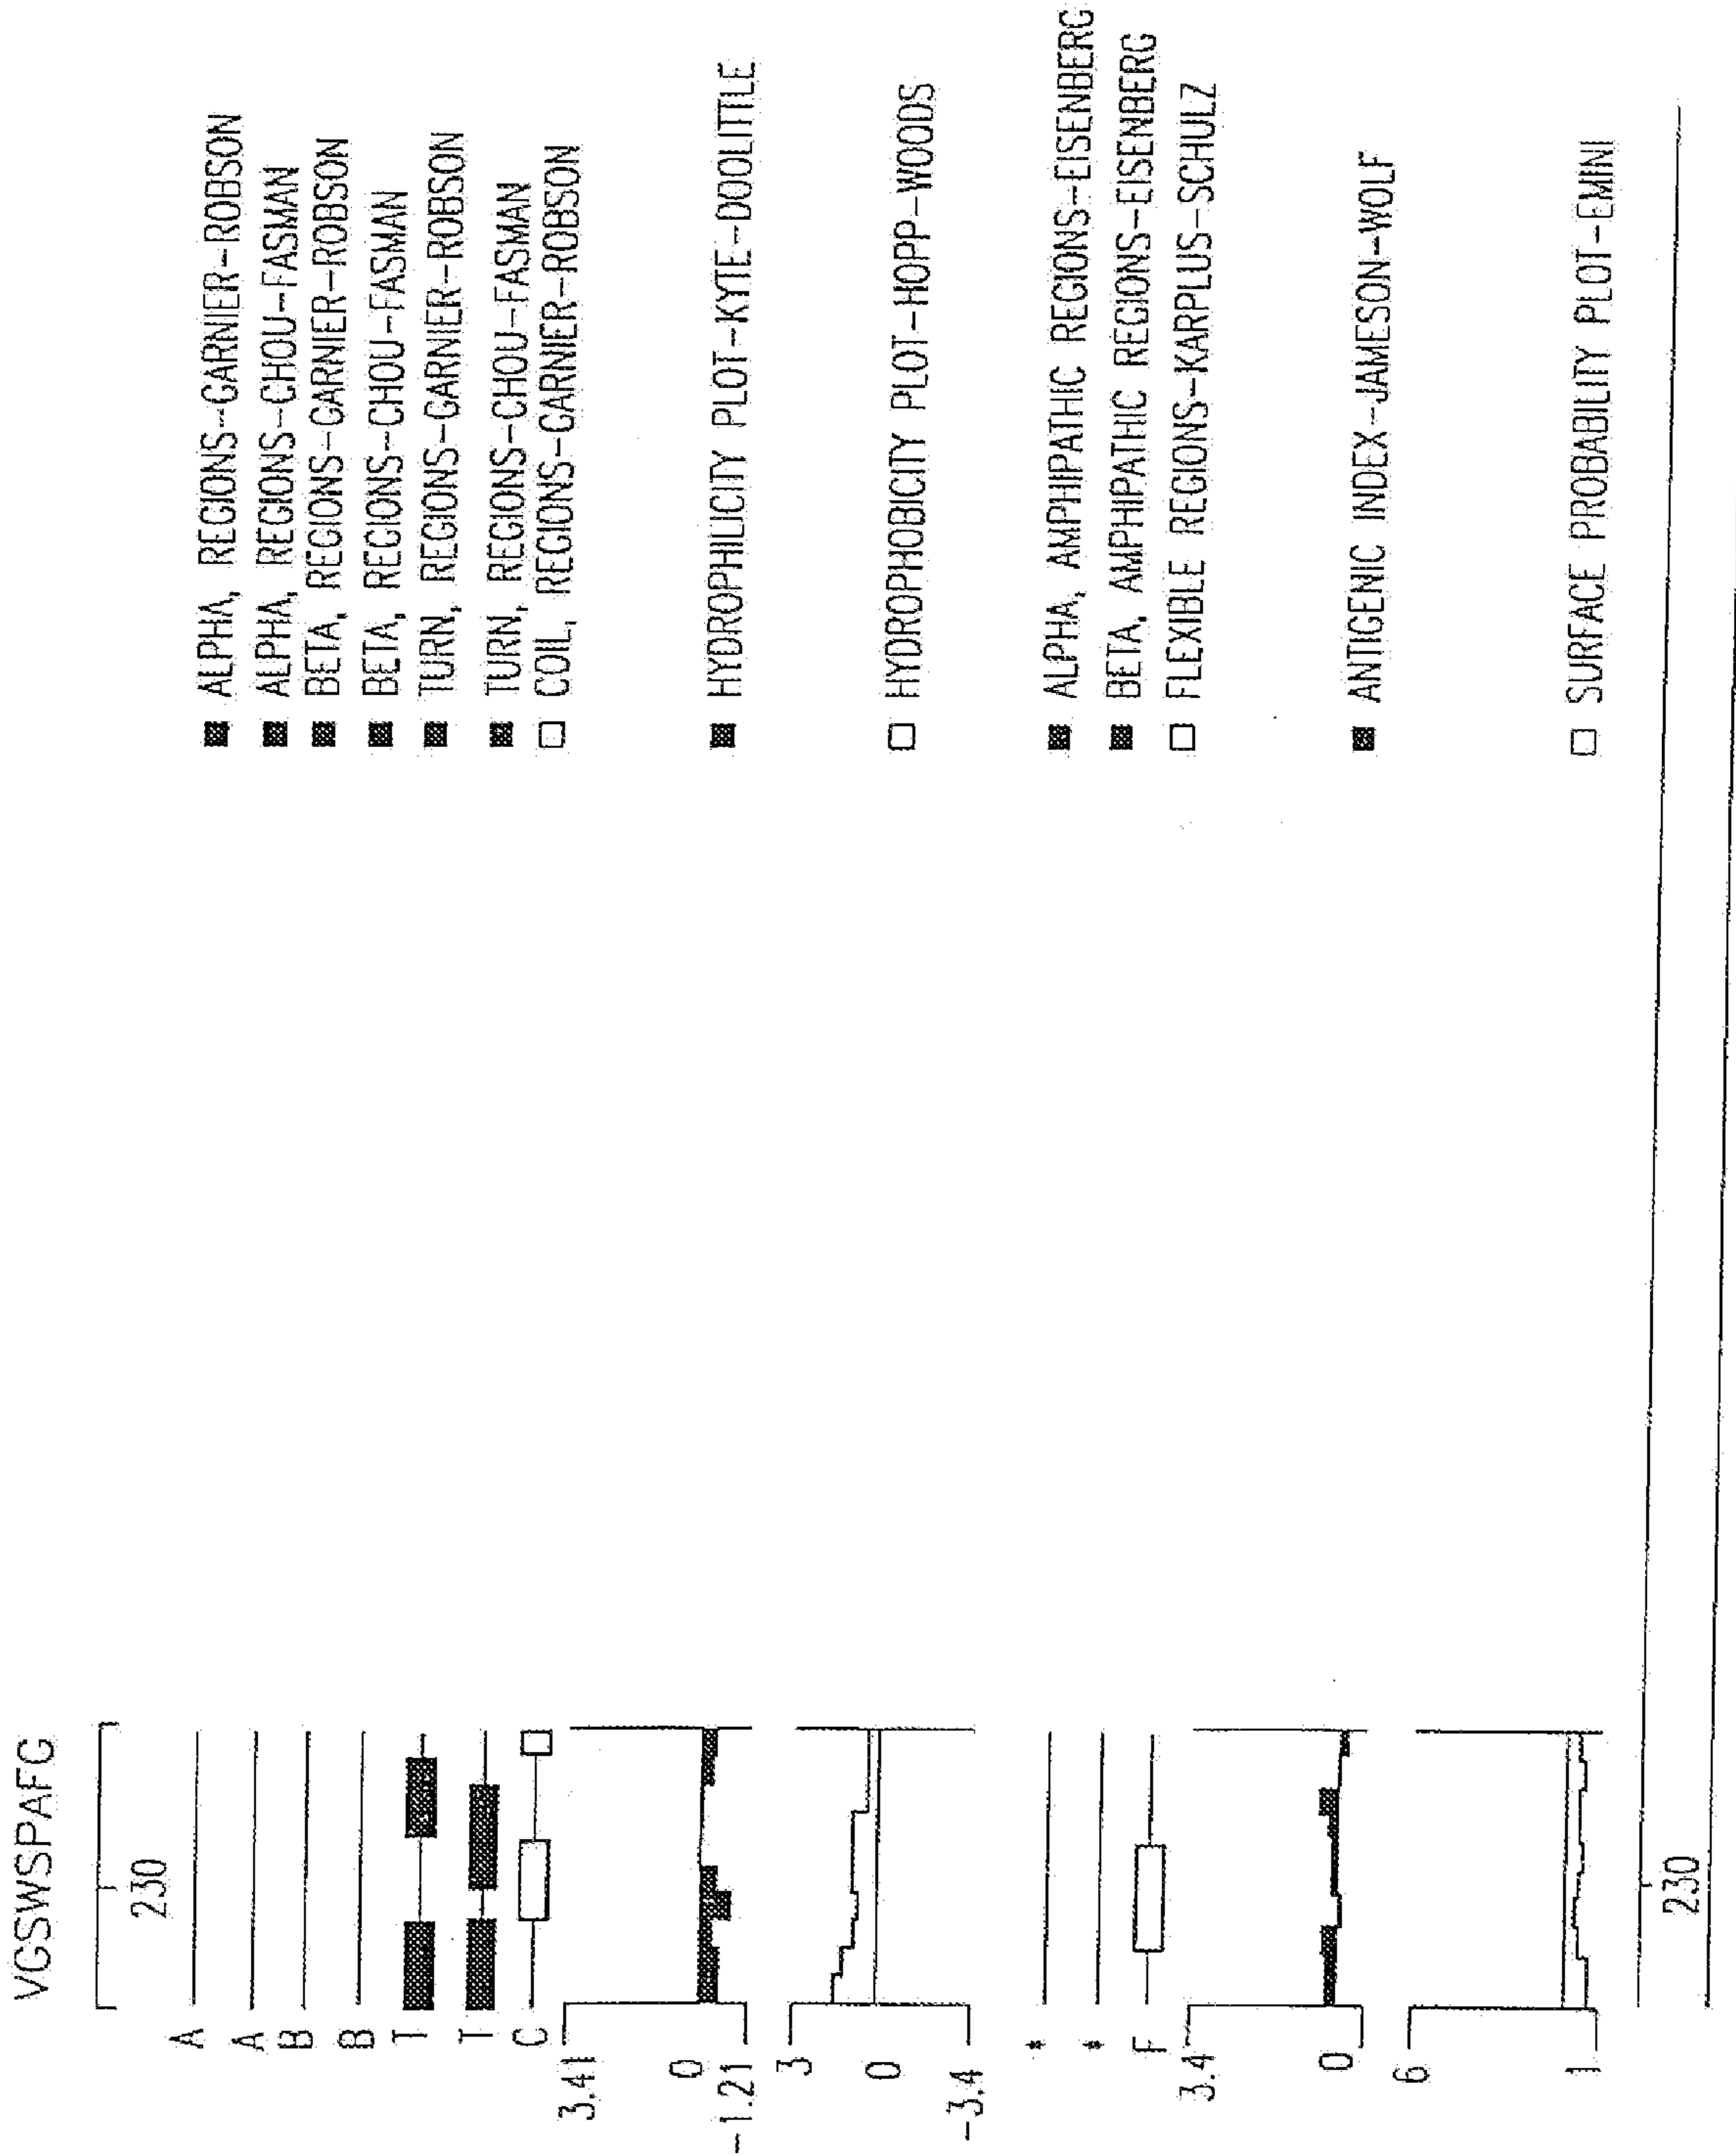 VGSWSPAFG
230
A ALPHA, REGIONS-GARNIER-ROBSON
A ALPHA, REGIONS-CHOU-FASMAN
B BETA, REGIONS-GARNIER-ROBSON
B BETA, REGIONS-CHOU-FASMAN
T TURN, REGIONS-GARNIER-ROBSON
T TURN, REGIONS-CHOU-FASMAN
C COIL, REGIONS-GARNIER-ROBSON
3.41
HYDROPHILICITY PLOT-KYTE-DOOLITTLE
0
-1.21
3
HYDROPHOBICITY PLOT-HOPP-WOODS
0
-3.4
* ALPHA, AMPHIPATHIC REGIONS-EISENBERG
* BETA, AMPHIPATHIC REGIONS-EISENBERG
F FLEXIBLE REGIONS-KARPLUS-SCHULZ
3.4
ANTIGENIC INDEX-JAMESON-WOLF
0
6
SURFACE PROBABILITY PLOT-EMINI
1
230